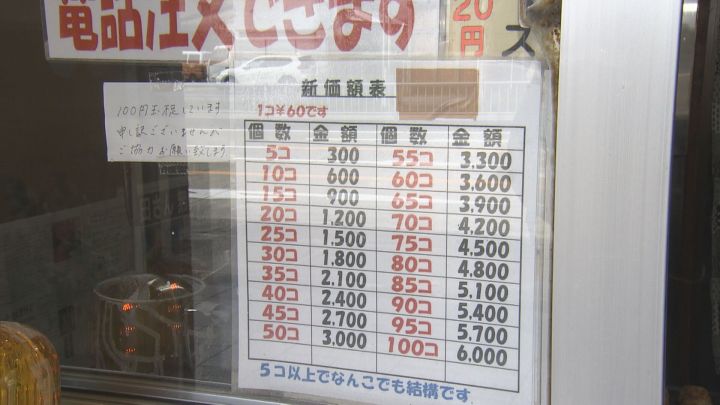 電話注文できます
20
円
ス
新価額表
1コ¥60です
100円玉不足しています
申し訳ございませんが
ご協力お願い致します
個数 金額 個数 金額
5コ 300 55コ 3,300
10コ 600 60コ 3,600
15コ 900 65コ 3,900
20コ 1,200 70コ 4,200
25コ 1,500 75コ 4,500
30コ 1,800 80コ 4,800
35コ 2,100 85コ 5,100
40コ 2,400 90コ 5,400
45コ 2,700 95コ 5,700
50コ 3,000 100コ 6,000
5コ以上でなんこでも結構です